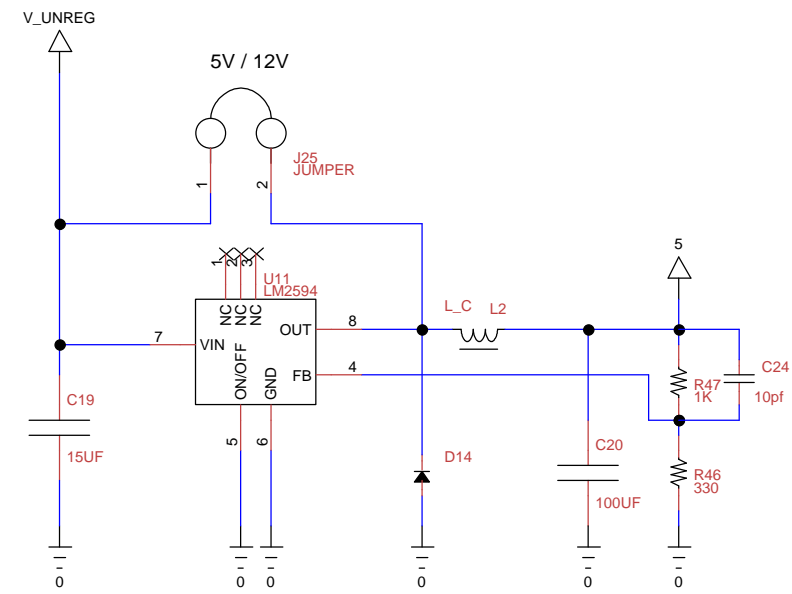 V_UNREG
5V / 12V
J25
JUMPER
1
2
5
1
2
3
U11
LM2594
NC
NC
NC
L_C
L2
OUT
8
7
VIN
ON/OFF
GND
FB
4
C24
R47
1K
10pf
C19
15UF
5
6
C20
D14
R46
330
100UF
0
0
0
0
0
0